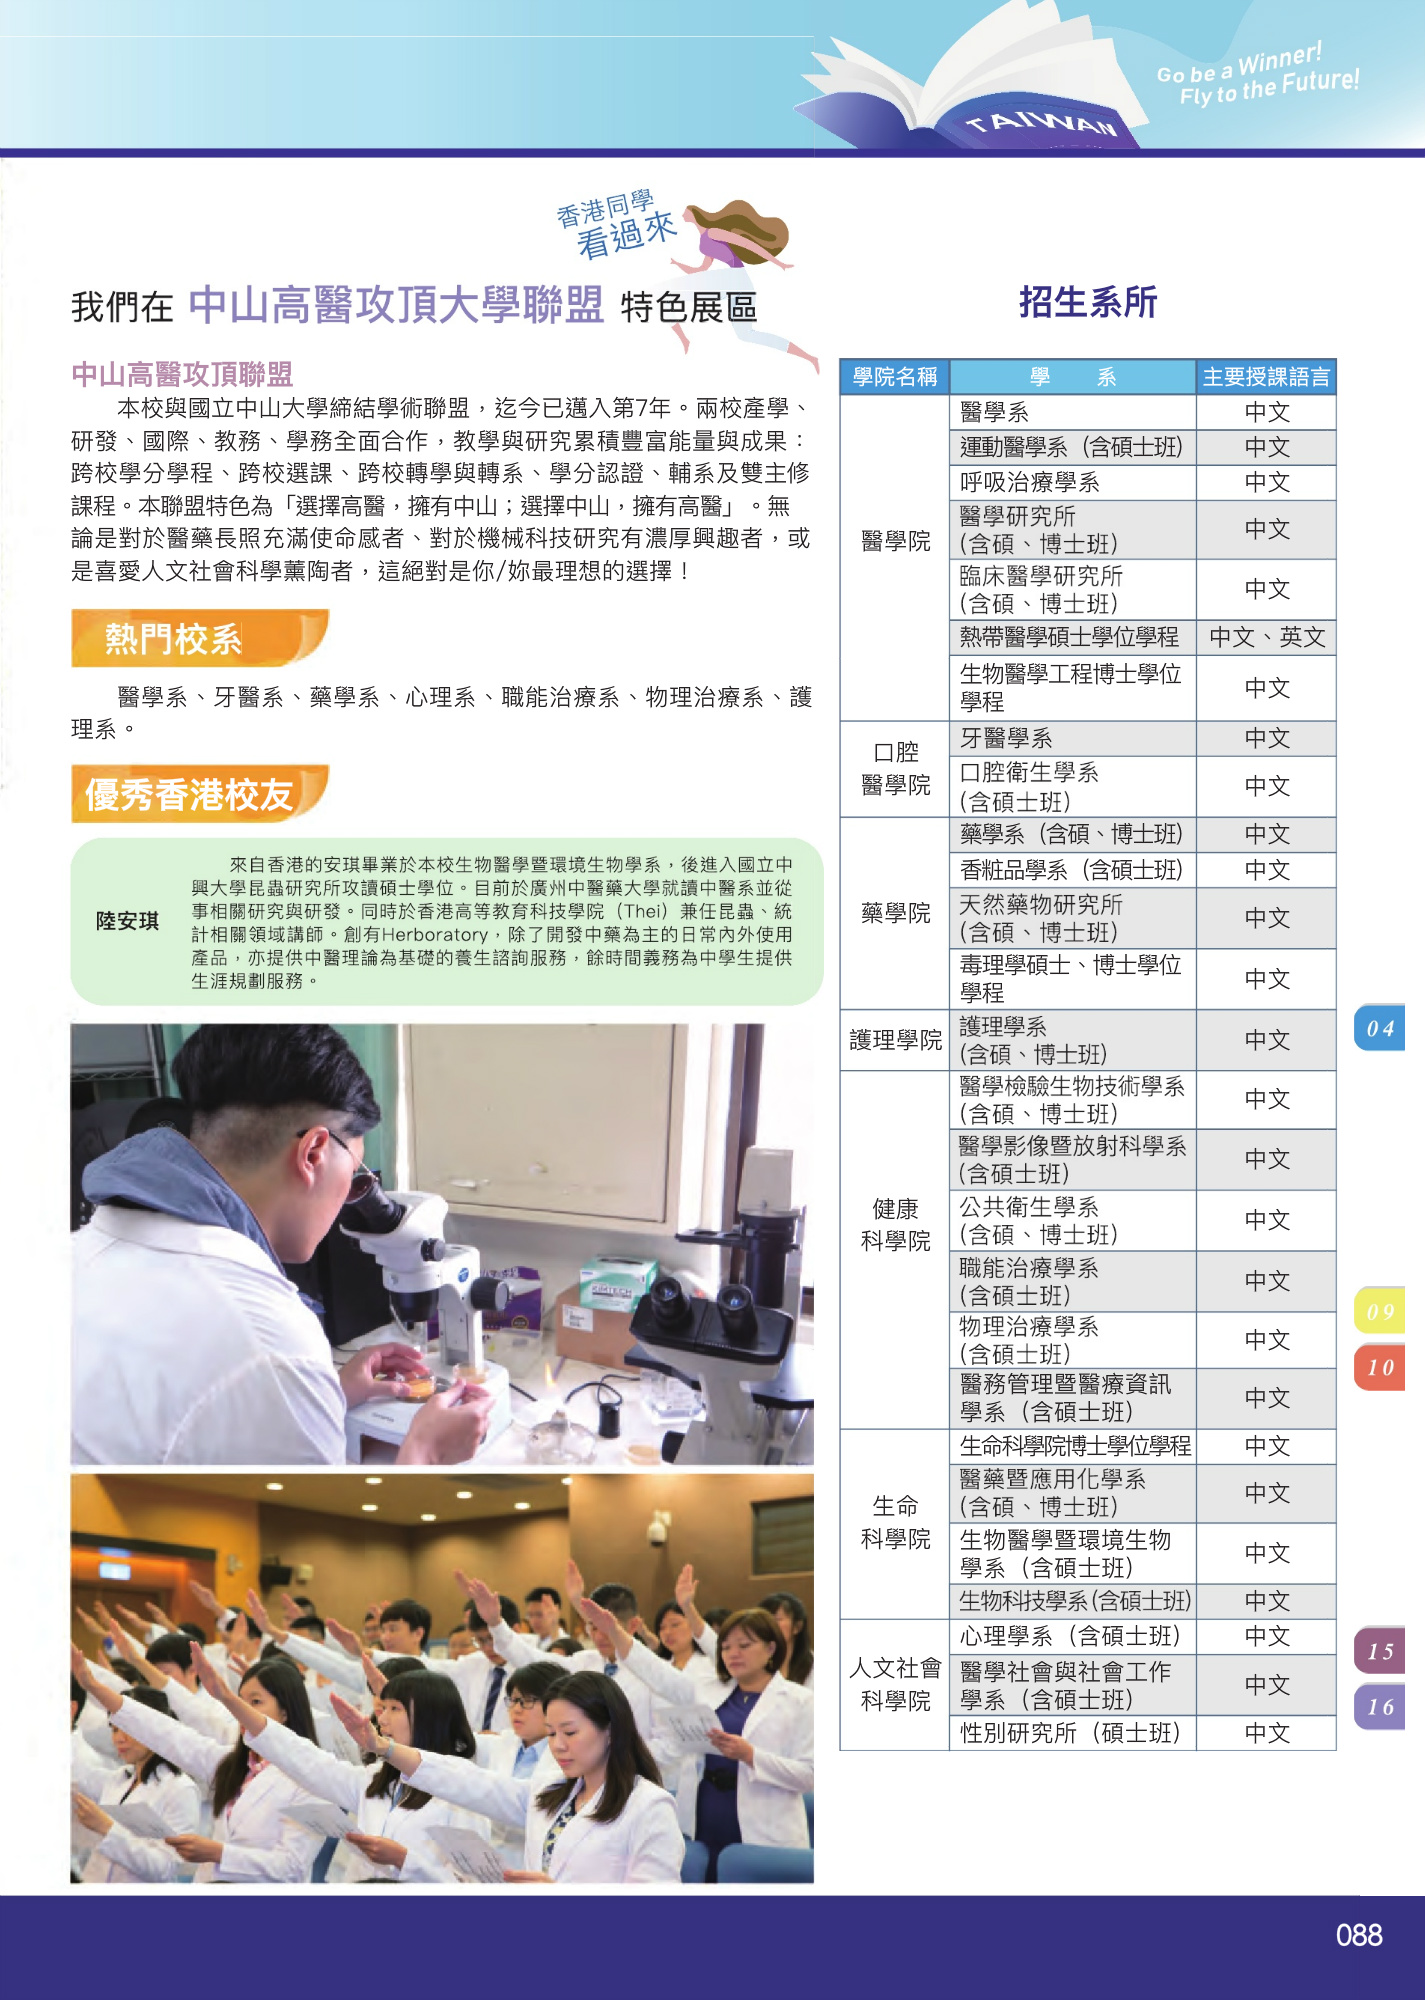 Go be a Winner!
Fly to the Future!
TAIWAN
香港同學
看過來
我們在 中山高醫攻頂大學聯盟 特色展區
中山高醫攻頂聯盟
本校與國立中山大學締結學術聯盟，迄今已邁入第7年。兩校產學、
研發、國際、教務、學務全面合作，教學與研究累積豐富能量與成果：
跨校學分學程、跨校選課、跨校轉學與轉系、學分認證、輔系及雙主修
課程。本聯盟特色為「選擇高醫，擁有中山；選擇中山，擁有高醫」。無
論是對於醫藥長照充滿使命感者、對於機械科技研究有濃厚興趣者，或
是喜愛人文社會科學薰陶者，這絕對是你/妳最理想的選擇！
熱門校系
醫學系、牙醫系、藥學系、心理系、職能治療系、物理治療系、護
理系。
優秀香港校友
陸安琪
來自香港的安琪畢業於本校生物醫學暨環境生物學系，後進入國立中
興大學昆蟲研究所攻讀碩士學位。目前於廣州中醫藥大學就讀中醫系並從
事相關研究與研發。同時於香港高等教育科技學院（Thei）兼任昆蟲、統
計相關領域講師。創有Herboratory，除了開發中藥為主的日常內外使用
產品，亦提供中醫理論為基礎的養生諮詢服務，餘時間義務為中學生提供
生涯規劃服務。
KIMTECH
招生系所
學院名稱 學 系 主要授課語言
醫學院
醫學系 中文
運動醫學系（含碩士班） 中文
呼吸治療學系 中文
醫學研究所
(含碩、博士班） 中文
臨床醫學研究所
(含碩、博士班） 中文
熱帶醫學碩士學位學程 中文、英文
生物醫學工程博士學位
學程 中文
口腔
醫學院
牙醫學系 中文
口腔衛生學系
(含碩士班） 中文
藥學院
藥學系（含碩、博士班） 中文
香粧品學系（含碩士班） 中文
天然藥物研究所
(含碩、博士班） 中文
毒理學碩士、博士學位
學程 中文
護理學院
護理學系
(含碩、博士班) 中文
健康
科學院
醫學檢驗生物技術學系
(含碩、博士班） 中文
醫學影像暨放射科學系
(含碩士班） 中文
公共衛生學系
(含碩、博士班） 中文
職能治療學系
(含碩士班） 中文
物理治療學系
(含碩士班） 中文
醫務管理暨醫療資訊
學系（含碩士班） 中文
生命
科學院
生命科學院博士學位學程 中文
醫藥暨應用化學系
(含碩、博士班） 中文
生物醫學暨環境生物
學系（含碩士班） 中文
生物科技學系(含碩士班) 中文
人文社會
科學院
心理學系（含碩士班） 中文
醫學社會與社會工作
學系（含碩士班） 中文
性別研究所（碩士班） 中文
04
09
10
15
16
088